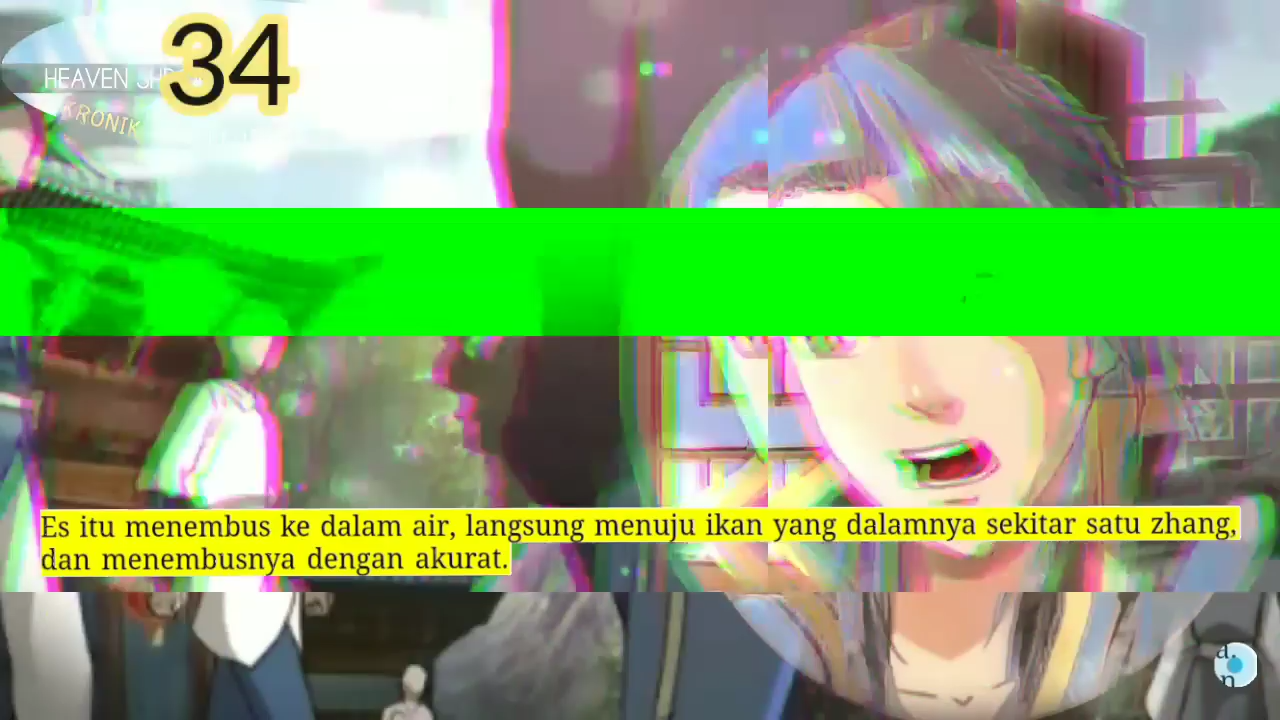 34
HEAVEN
KRONIK
Es itu menembus ke dalam air, langsung menuju ikan yang dalamnya sekitar satu zhang,
dan menembusnya dengan akurat.
a.
n